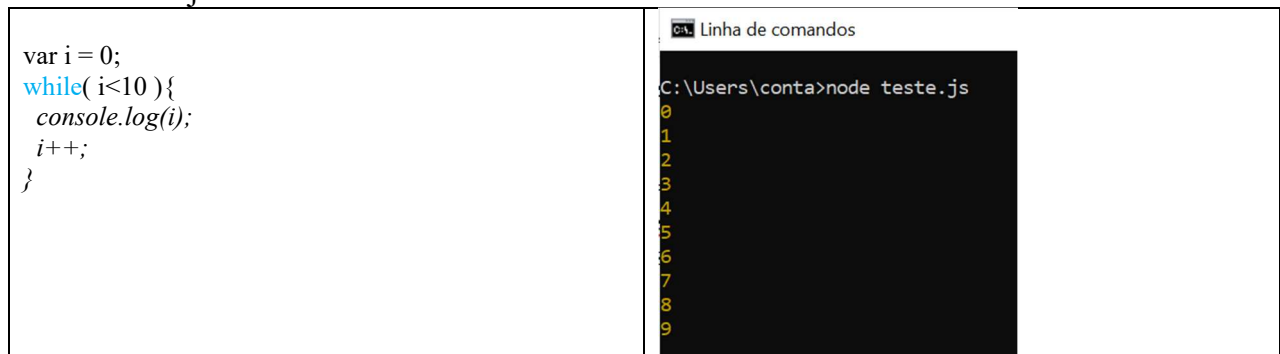 var i = 0;
while( i<10 ){
console.log(i);
i++;
}
Linha de comandos
C:\Users\conta>node teste.js
0
1
2
3
4
5
6
7
8
9